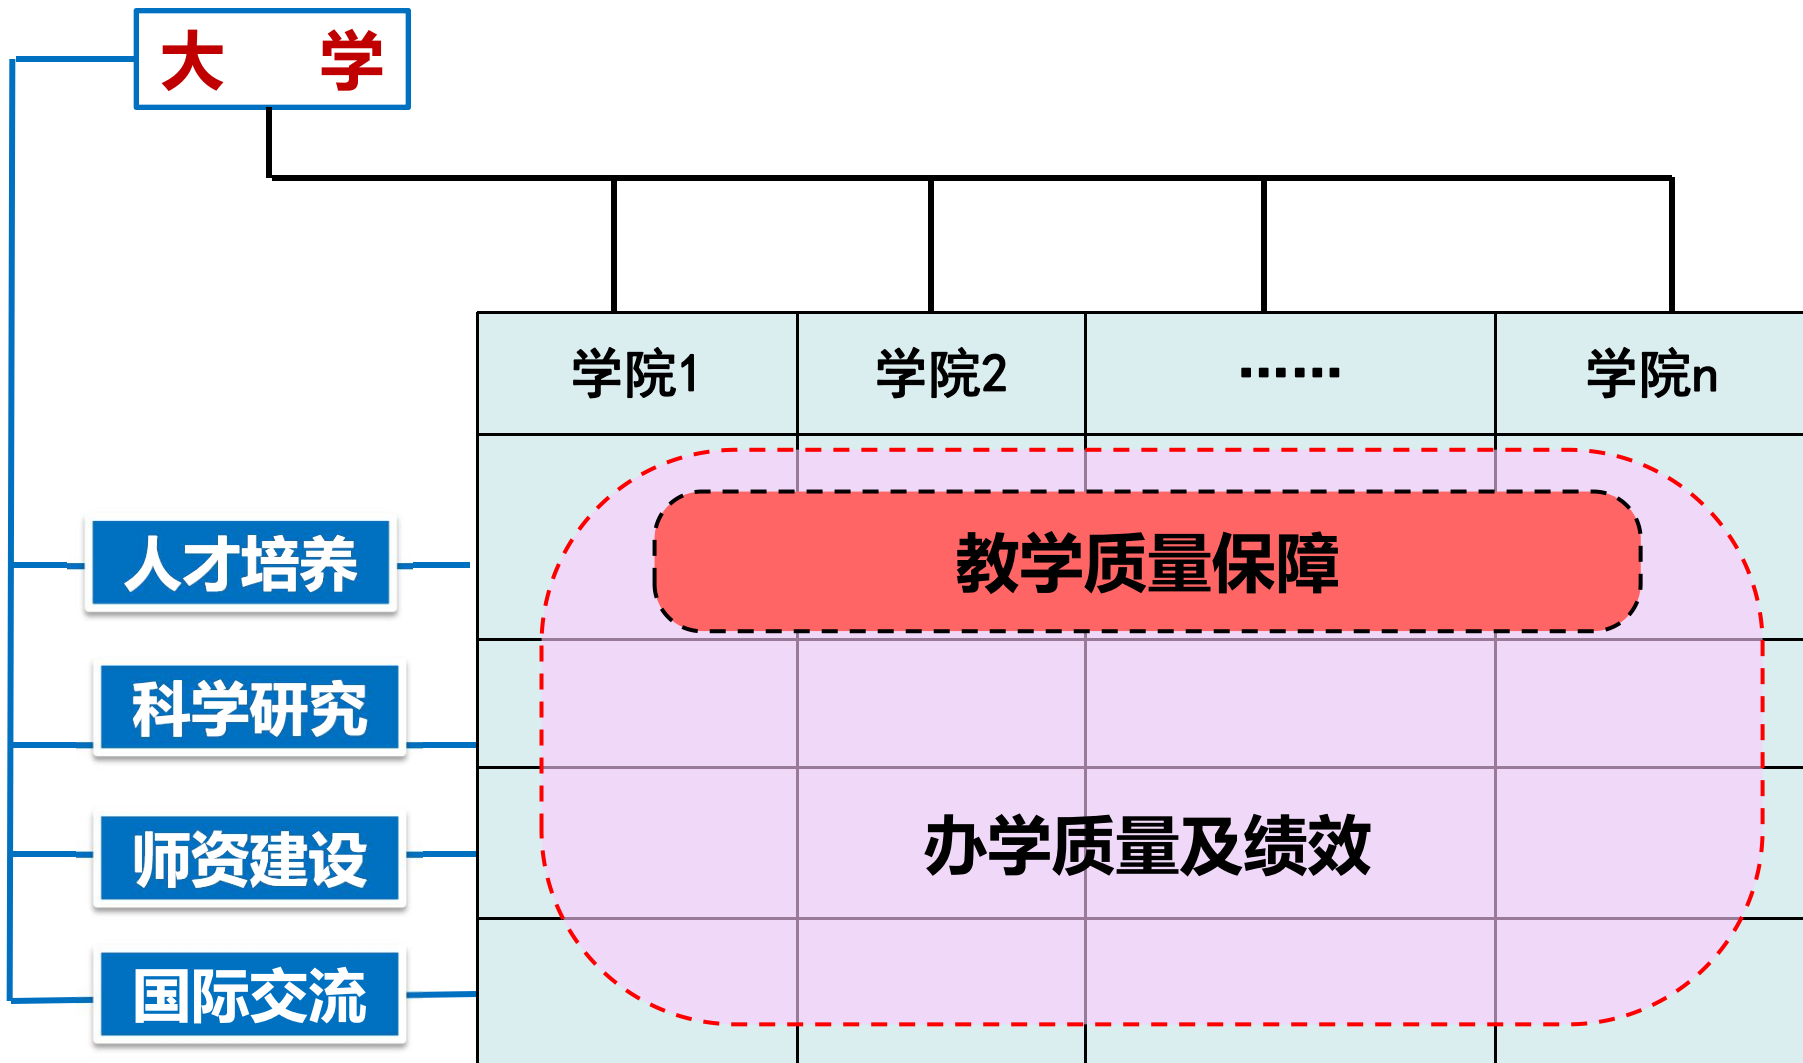 大 学
学院1 学院2 …… 学院n
人才培养
教学质量保障
科学研究
师资建设
办学质量及绩效
国际交流